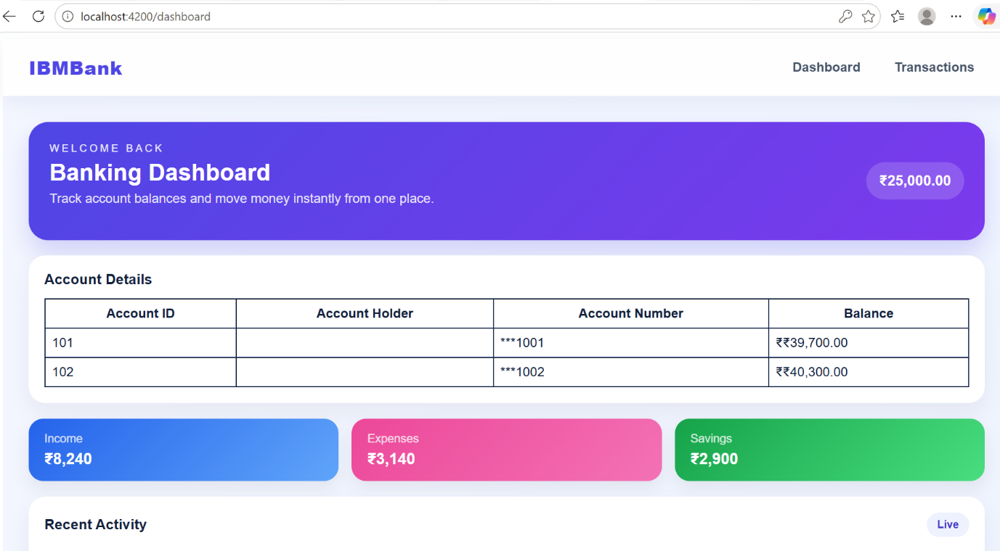 localhost:4200/dashboard
IBMBank
Dashboard Transactions
WELCOME BACK
Banking Dashboard
₹25,000.00
Track account balances and move money instantly from one place.
Account Details
Account ID Account Holder Account Number Balance
101 ***1001 ₹₹39,700.00
102 ***1002 ₹₹40,300.00
Income
₹8,240
Expenses
₹3,140
Savings
₹2,900
Recent Activity
Live